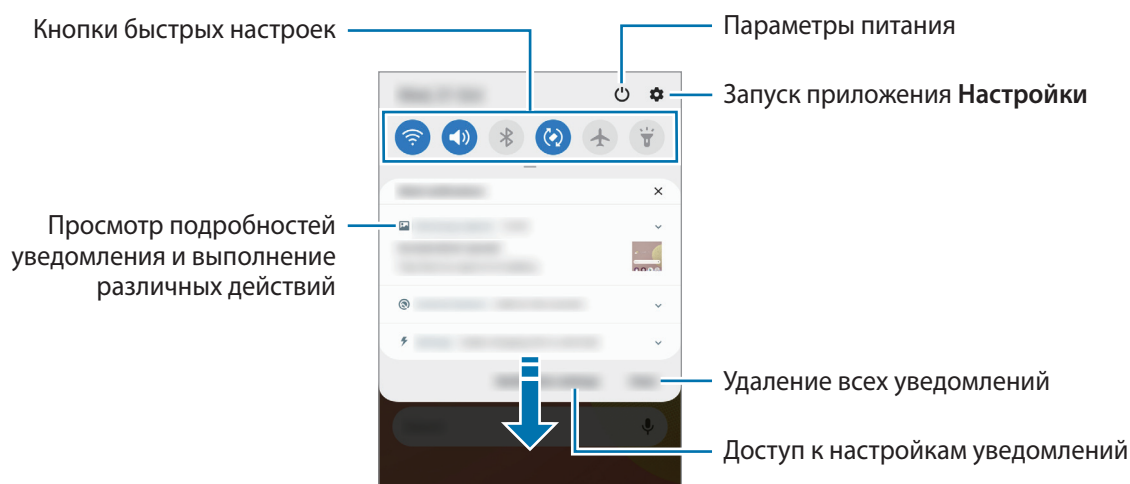 Кнопки быстрых настроек
Параметры питания
Запуск приложения Настройки
Просмотр подробностей
уведомления и выполнение
различных действий
Удаление всех уведомлений
Доступ к настройкам уведомлений